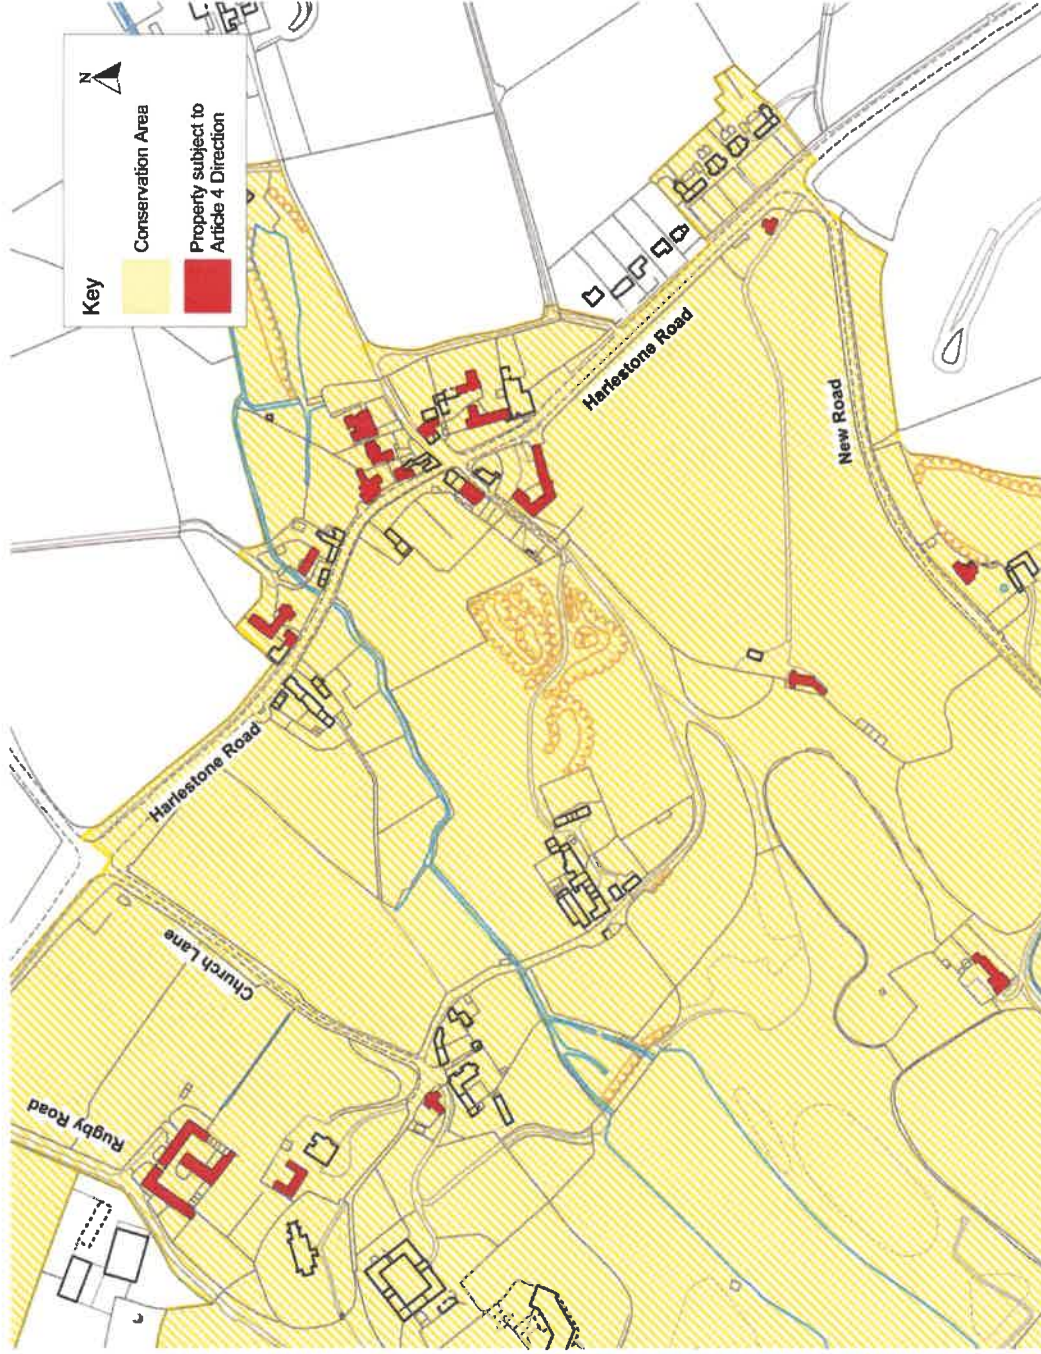 Key
N
Conservation Area
Property subject to
Article 4 Direction
Harlestone Road
New Road
Harlestone Road
Church Lane
Rugby Road